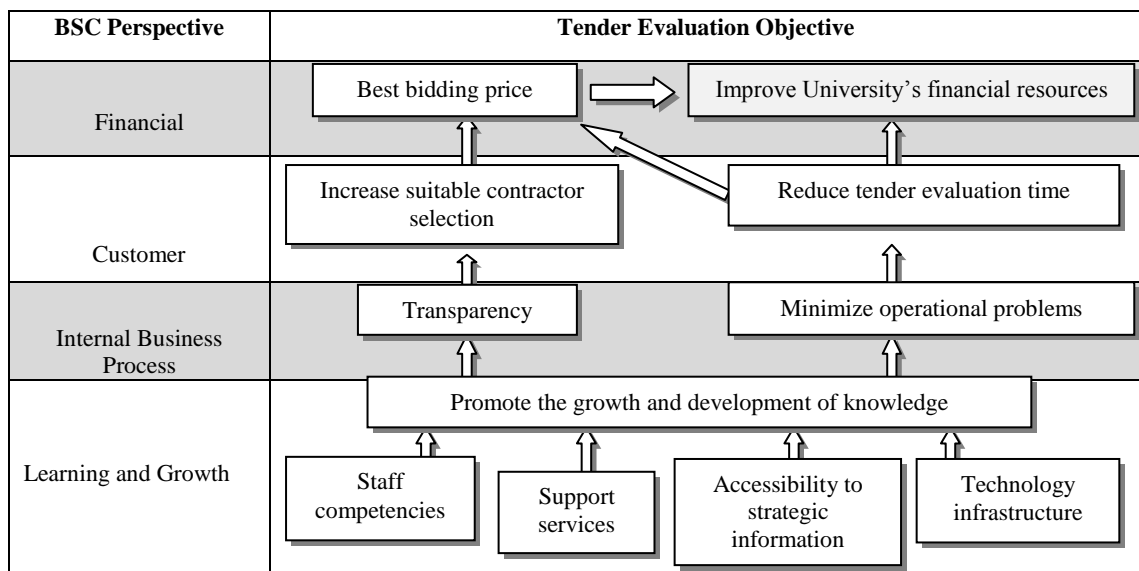 BSC Perspective
Tender Evaluation Objective
Financial
Best bidding price
Improve University's financial resources
Customer
Increase suitable contractor
selection
Reduce tender evaluation time
Internal Business
Process
Transparency
Minimize operational problems
Learning and Growth
Promote the growth and development of knowledge
Staff
competencies
Support
services
Accessibility to
strategic
information
Technology
infrastructure